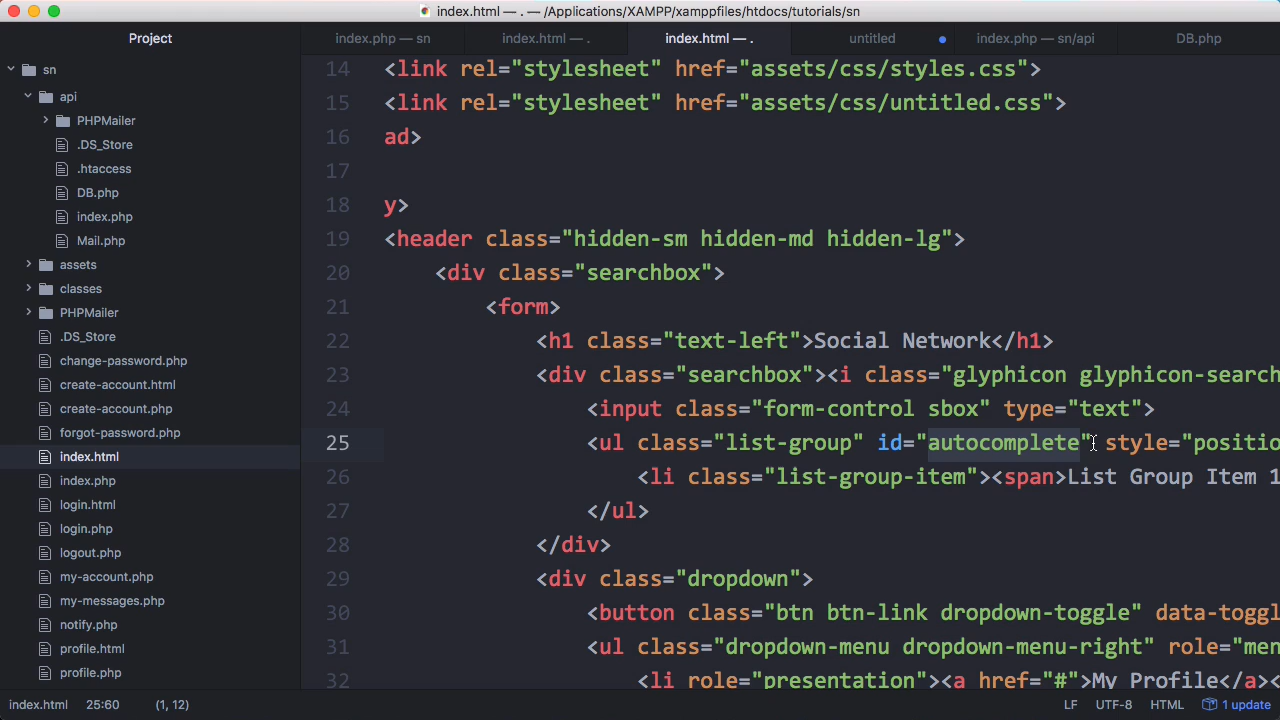 index.html — . — /Applications/XAMPP/xamppfiles/htdocs/tutorials/sn
Project
index.php — sn
index.html — .
index.html — .
untitled
index.php — sn/api
DB.php
sn
api
PHPMailer
.DS_Store
.htaccess
DB.php
index.php
Mail.php
assets
classes
PHPMailer
.DS_Store
change-password.php
create-account.html
create-account.php
forgot-password.php
index.html
index.php
login.html
login.php
logout.php
my-account.php
my-messages.php
notify.php
profile.html
profile.php
14 <link rel="stylesheet" href="assets/css/styles.css">
15 <link rel="stylesheet" href="assets/css/untitled.css">
16 ad>
17
18 y>
19 <header class="hidden-sm hidden-md hidden-lg">
20 <div class="searchbox">
21 <form>
22 <h1 class="text-left">Social Network</h1>
23 <div class="searchbox"><i class="glyphicon glyphicon-search
24 <input class="form-control sbox" type="text">
25 <ul class="list-group" id="autocomplete" style="positio
26 <li class="list-group-item"><span>List Group Item 1
27 </ul>
28 </div>
29 <div class="dropdown">
30 <button class="btn btn-link dropdown-toggle" data-toggl
31 <ul class="dropdown-menu dropdown-menu-right" role="men
32 <li role="presentation"><a href="#">My Profile</a><
index.html 25:60 (1, 12)
LF UTF-8 HTML 1 update